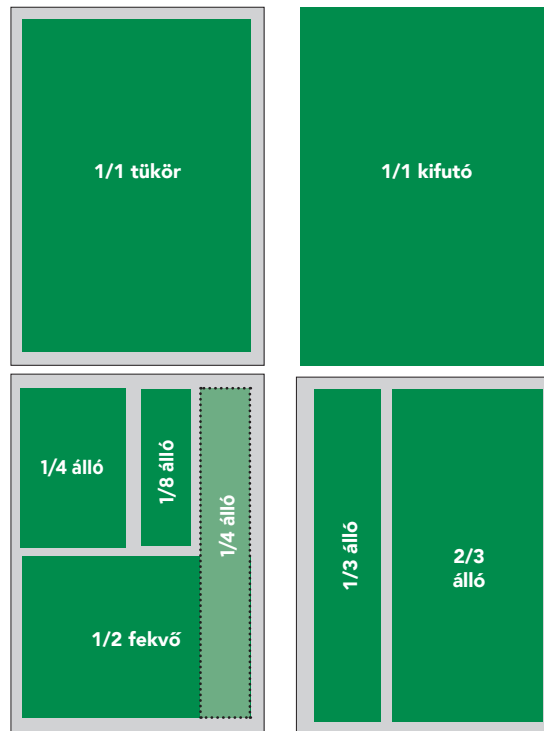 1/1 tükör
1/1 kifutó
1/4 álló
1/8 álló
1/4 álló
1/2 fekvő
1/3 álló
2/3
álló